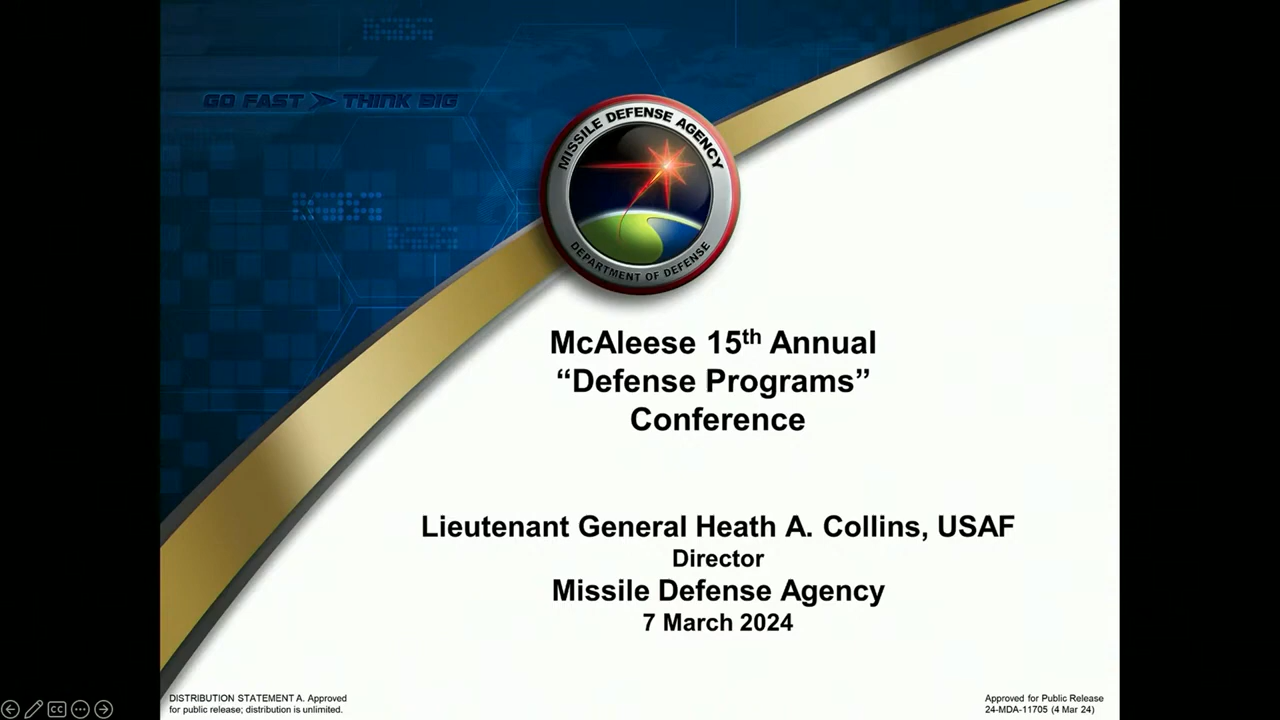 GO FAST > THINK BIG
MISSILE DEFENSE AGENCY
DEPARTMENT OF DEFENSE
McAleese 15th Annual
“Defense Programs”
Conference
Lieutenant General Heath A. Collins, USAF
Director
Missile Defense Agency
7 March 2024
DISTRIBUTION STATEMENT A. Approved
for public release; distribution is unlimited.
Approved for Public Release
24-MDA-11705 (4 Mar 24)
CC